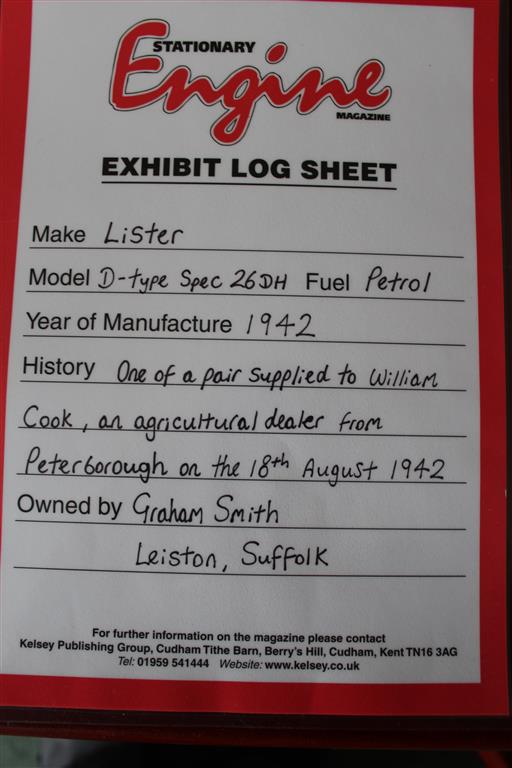 STATIONARY
Engine
MAGAZINE
EXHIBIT LOG SHEET
Make Lister
Model D-type Spec 26DH Fuel Petrol
Year of Manufacture 1942
History One of a pair supplied to William
Cook, an agricultural dealer from
Peterborough on the 18th August 1942
Owned by Graham Smith
Leiston, Suffolk
For further information on the magazine please contact
Kelsey Publishing Group, Cudham Tithe Barn, Berry's Hill, Cudham, Kent TN16 3AG
Tel: 01959 541444 Website: www.kelsey.co.uk